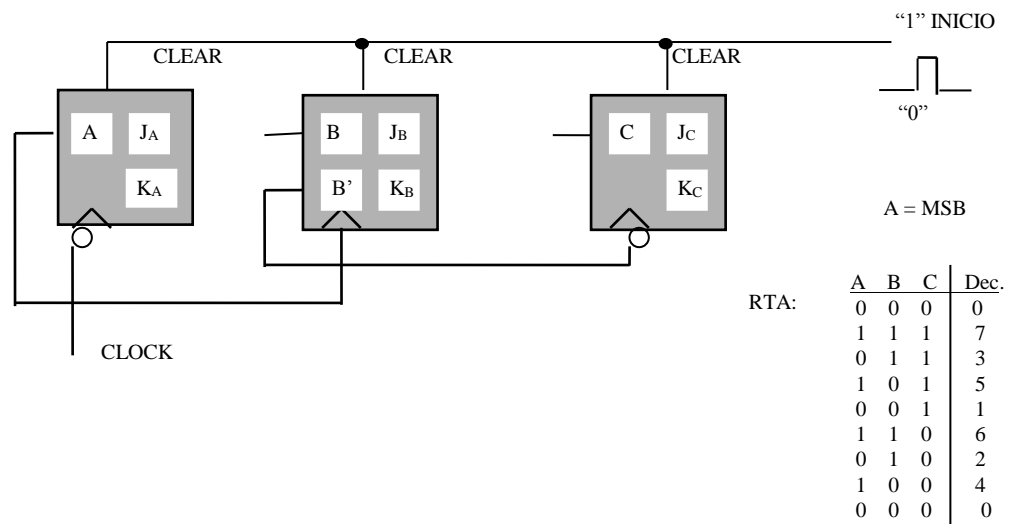 “1” INICIO
CLEAR CLEAR CLEAR
“0”
A JA B JB C JC
KA B’ KB KC
A = MSB
A B C Dec.
RTA: 0 0 0 0
1 1 1 7
CLOCK 0 1 1 3
1 0 1 5
0 0 1 1
1 1 0 6
0 1 0 2
1 0 0 4
0 0 0 0